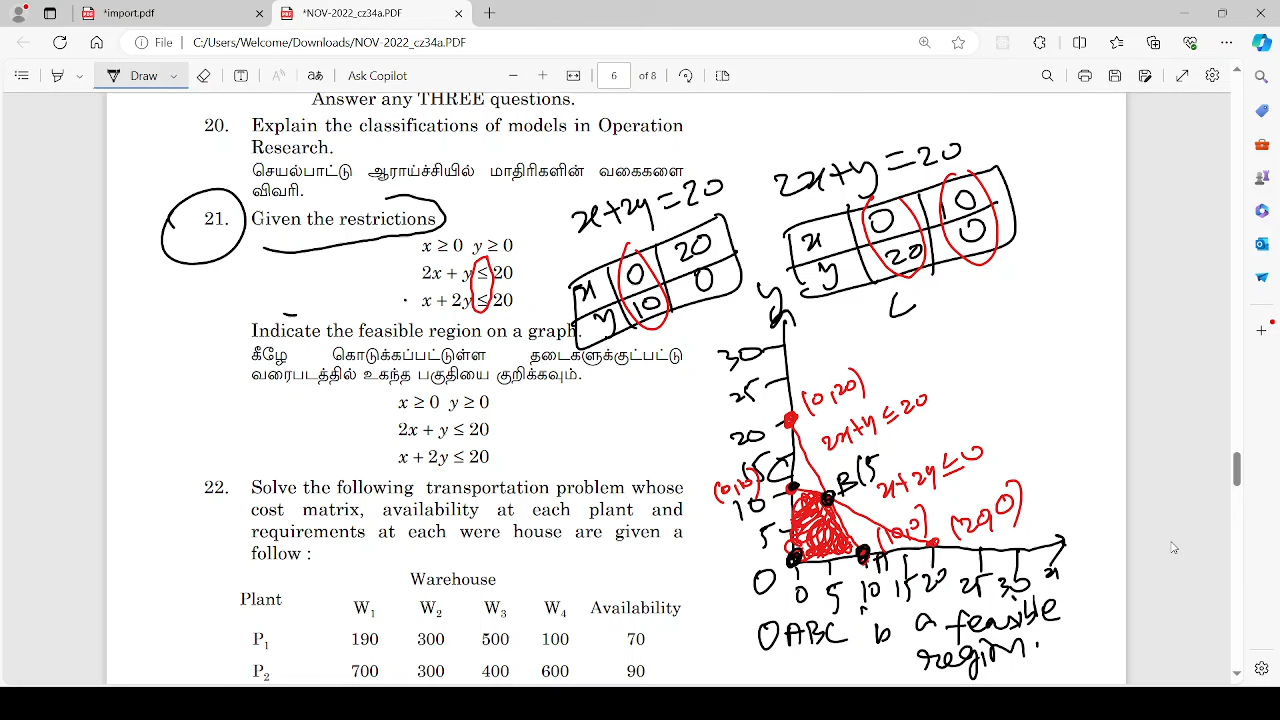 *import.pdf
*NOV-2022_cz34a.PDF
File
C:/Users/Welcome/Downloads/NOV-2022_cz34a.PDF
Draw
Ask Copilot
6 of 8
Answer any THREE questions.
20. Explain the classifications of models in Operation
Research.
செயல்பாட்டு ஆராய்ச்சியில் மாதிரிகளின் வகைகளை
விவரி.
21. Given the restrictions
x ≥ 0 y ≥ 0
2x + y ≤ 20
x + 2y ≤ 20
Indicate the feasible region on a graph.
கீழே கொடுக்கப்பட்டுள்ள தடைகளுக்குட்பட்டு
வரைபடத்தில் உகந்த பகுதியை குறிக்கவும்.
x ≥ 0 y ≥ 0
2x + y ≤ 20
x + 2y ≤ 20
22. Solve the following transportation problem whose
cost matrix, availability at each plant and
requirements at each were house are given a
follow :
Warehouse
Plant
W₁ W₂ W₃ W₄ Availability
P₁ 190 300 500 100 70
P₂ 700 300 400 600 90
x+2y=20
x 0 20
y 10 0
2x+y=20
x 0 10
y 20 0
y
30
25
(0,20)
20
2x+y≤20
15
B(5
x+2y≤0
(0,10)
10
5
(10,0)
A
(20,0)
O
0 5 10 15 20 25 30 x
OABC is a feasible
region.